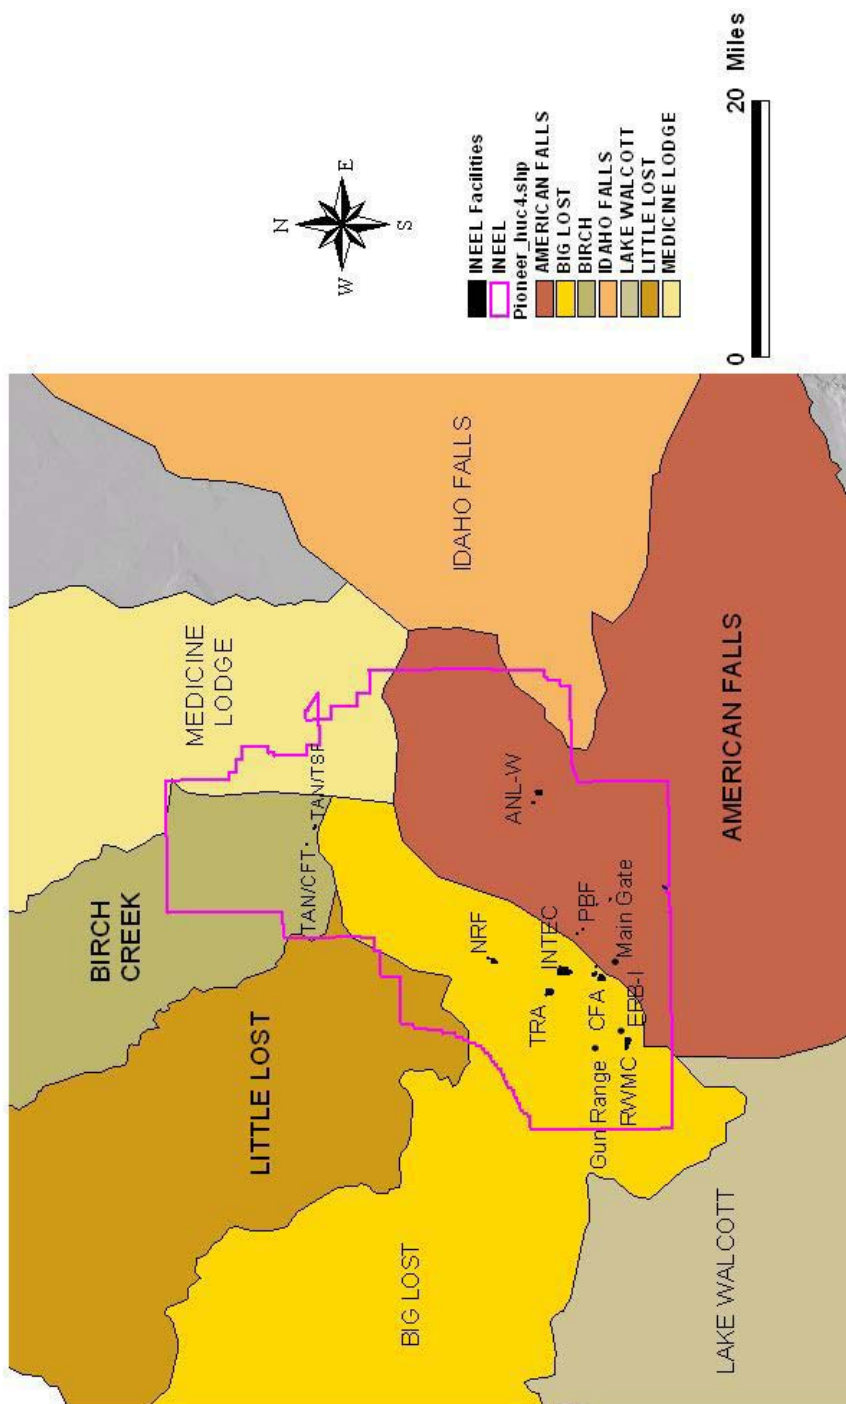 MEDICINE
LODGE
BIRCH
CREEK
LITTLE LOST
BIG LOST
IDAHO FALLS
AMERICAN FALLS
LAKE WALCOTT
TAN/CFT
TAN/TSF
NRF
ANL-W
INTEC
TRA
PBF
CFA
Main Gate
Gun Range
ERB-I
RWMC
N
W
E
S
INEEL Facilities
INEEL
Pioneer_huc4.shp
AMERICAN FALLS
BIG LOST
BIRCH
IDAHO FALLS
LAKE WALCOTT
LITTLE LOST
MEDICINE LODGE
0
20 Miles